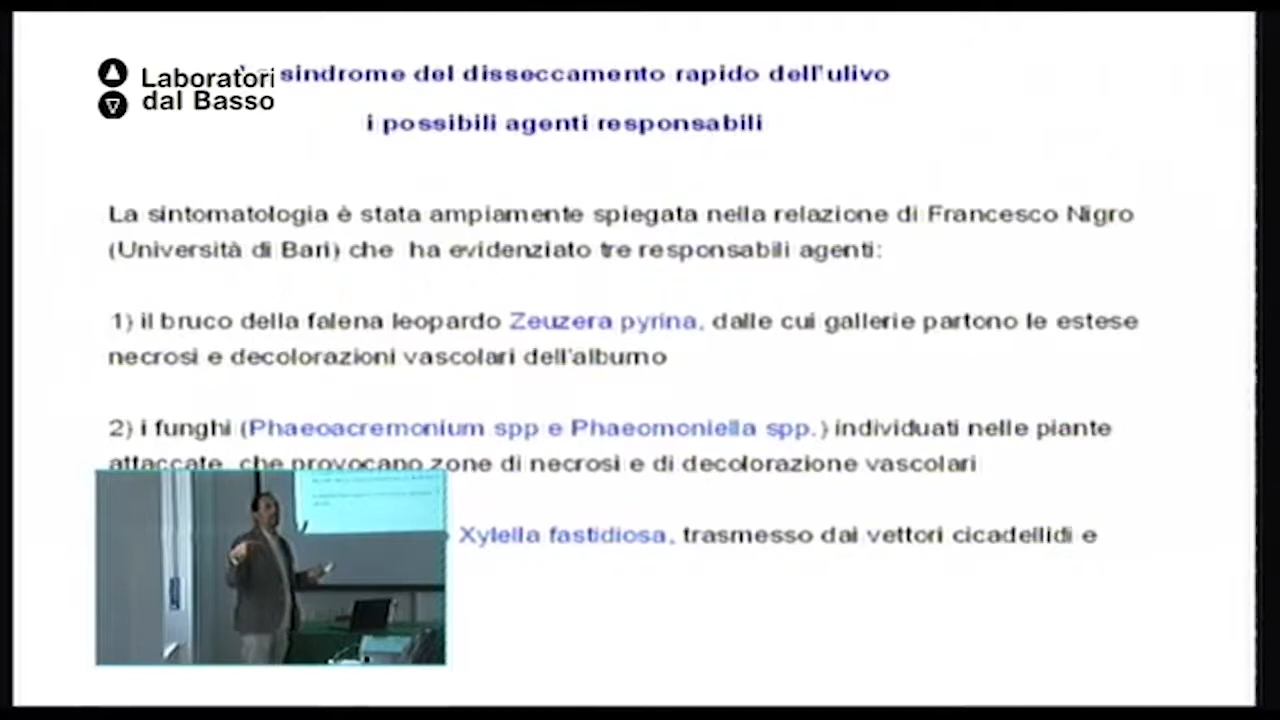 Laboratori
dal Basso
sindrome del disseccamento rapido dell'ulivo
i possibili agenti responsabili
La sintomatologia è stata ampiamente spiegata nella relazione di Francesco Nigro
(Università di Bari) che ha evidenziato tre responsabili agenti:
1) il bruco della falena leopardo Zeuzera pyrina, dalle cui gallerie partono le estese
necrosi e decolorazioni vascolari dell'alburno
2) i funghi (Phaeoacremonium spp e Phaeomoniella spp.) individuati nelle piante
attaccate, che provocano zone di necrosi e di decolorazione vascolari
Xylella fastidiosa, trasmesso dai vettori cicadellidi e